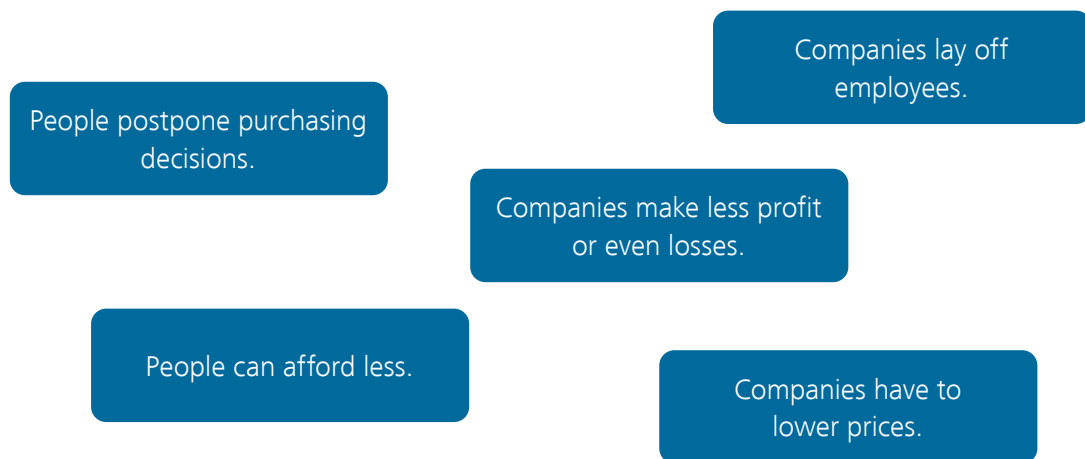 Companies lay off
employees.
People postpone purchasing
decisions.
Companies make less profit
or even losses.
People can afford less.
Companies have to
lower prices.